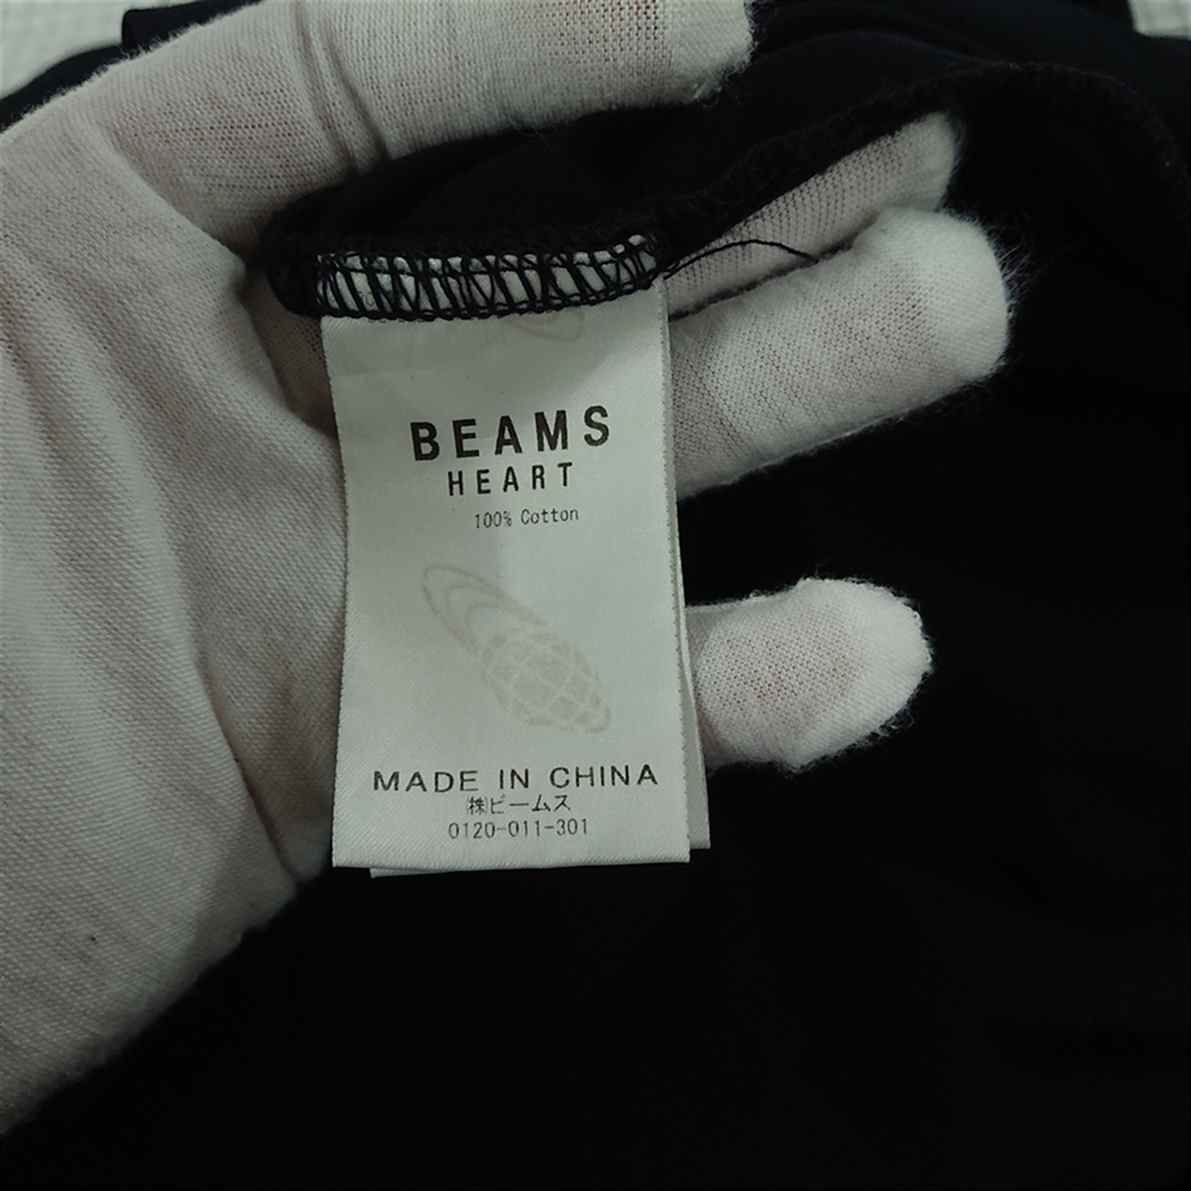 BEAMS
HEART
100% Cotton
MADE IN CHINA
㈱ビームス
0120-011-301